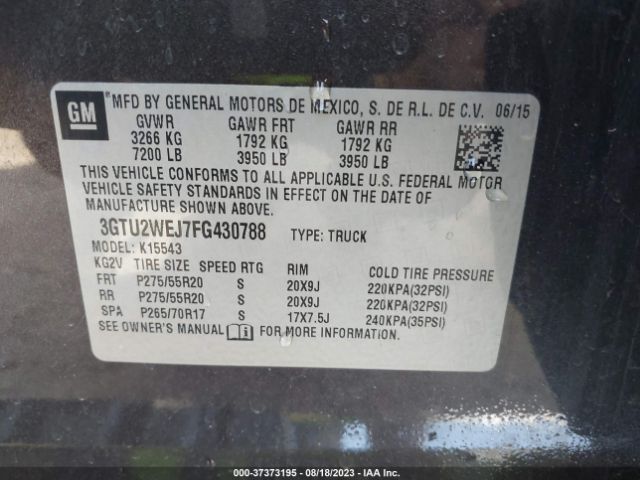 GM
MFD BY GENERAL MOTORS DE MEXICO, S. DE R.L. DE C.V. 06/15
GVWR GAWR FRT GAWR RR
3266 KG 1792 KG 1792 KG
7200 LB 3950 LB 3950 LB
THIS VEHICLE CONFORMS TO ALL APPLICABLE U.S. FEDERAL MOTOR
VEHICLE SAFETY STANDARDS IN EFFECT ON THE DATE OF
MANUFACTURE SHOWN ABOVE.
3GTU2WEJ7FG430788 TYPE: TRUCK
MODEL: K15543
KG2V TIRE SIZE SPEED RTG RIM COLD TIRE PRESSURE
FRT P275/55R20 S 20X9J 220KPA(32PSI)
RR P275/55R20 S 20X9J 220KPA(32PSI)
SPA P265/70R17 S 17X7.5J 240KPA(35PSI)
SEE OWNER'S MANUAL FOR MORE INFORMATION.
000-37373195 - 08/18/2023 - IAA Inc.